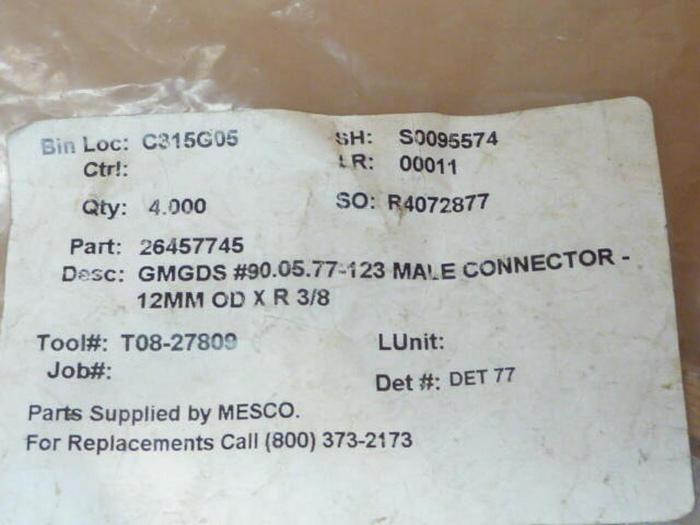 Bin Loc: C315G05 SH: S0095574
Ctrl: LR: 00011
Qty: 4.000 SO: R4072877
Part: 26457745
Desc: GMGDS #90.05.77-123 MALE CONNECTOR -
12MM OD X R 3/8
Tool#: T08-27809 LUnit:
Job#: Det #: DET 77
Parts Supplied by MESCO.
For Replacements Call (800) 373-2173